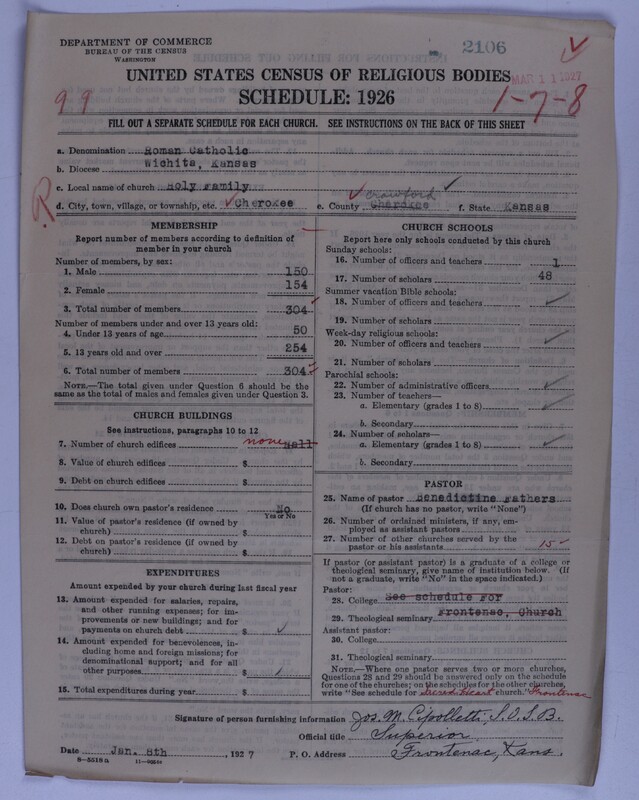 DEPARTMENT OF COMMERCE
BUREAU OF THE CENSUS
WASHINGTON
2106
MAR 11 1927
UNITED STATES CENSUS OF RELIGIOUS BODIES
99
SCHEDULE: 1926
1-7-8
FILL OUT A SEPARATE SCHEDULE FOR EACH CHURCH. SEE INSTRUCTIONS ON THE BACK OF THIS SHEET
a. Denomination Roman Catholic
b. Diocese Wichita, Kansas
c. Local name of church Holy Family
R
d. City, town, village, or township, etc. Cherokee e. County Cherokee Crawford f. State Kansas
MEMBERSHIP
Report number of members according to definition of
member in your church
Number of members, by sex:
1. Male 150
2. Female 154
3. Total number of members 304
Number of members under and over 13 years old:
4. Under 13 years of age 50
5. 13 years old and over 254
6. Total number of members 304
NOTE.—The total given under Question 6 should be
same as the total of males and females given under Question 3.
CHURCH BUILDINGS
See instructions, paragraphs 10 to 12
7. Number of church edifices none
8. Value of church edifices $
9. Debt on church edifices $
10. Does church own pastor's residence No
Yes or No
11. Value of pastor's residence (if owned by
church) $
12. Debt on pastor's residence (if owned by
church) $
EXPENDITURES
Amount expended by your church during last fiscal year
13. Amount expended for salaries, repairs,
and other running expenses; for im-
provements or new buildings; and for
payments on church debt $
14. Amount expended for benevolences, in-
cluding home and foreign missions; for
denominational support; and for all
other purposes $
15. Total expenditures during year $
CHURCH SCHOOLS
Report here only schools conducted by this church
Sunday schools:
16. Number of officers and teachers 1
17. Number of scholars 48
Summer vacation Bible schools:
18. Number of officers and teachers
19. Number of scholars
Week-day religious schools:
20. Number of officers and teachers
21. Number of scholars
Parochial schools:
22. Number of administrative officers
23. Number of teachers—
a. Elementary (grades 1 to 8)
b. Secondary
24. Number of scholars—
a. Elementary (grades 1 to 8)
b. Secondary
PASTOR
25. Name of pastor Benedictine Fathers
(If church has no pastor, write "None")
26. Number of ordained ministers, if any, em-
ployed as assistant pastors
27. Number of other churches served by the
pastor or his assistants 15
If pastor (or assistant pastor) is a graduate of a college or
theological seminary, give name of institution below. (If
not a graduate, write "No" in the space indicated.)
Pastor:
28. College See schedule For
29. Theological seminary Frontenac, Church
Assistant pastor:
30. College
31. Theological seminary
NOTE.—Where one pastor serves two or more churches,
Questions 28 and 29 should be answered only on the schedule
for one of the churches; on the schedules for the other churches,
write "See schedule for Sacred Heart church." Frontenac
Signature of person furnishing information Jos. M. Cipolletti, S. O. S. B.
Official title Superior
Date Jan. 8th, 1927 P. O. Address Frontenac, Kans.
8-5518a